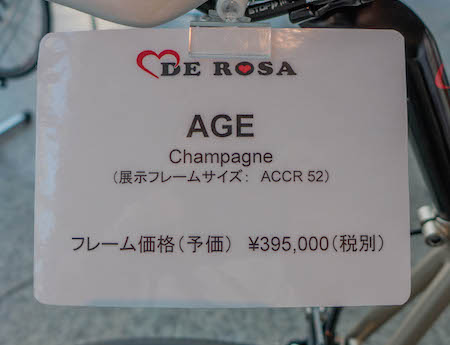 DE ROSA
AGE
Champagne
(展示フレームサイズ: ACCR 52)
フレーム価格(予価) ¥395,000(税別)